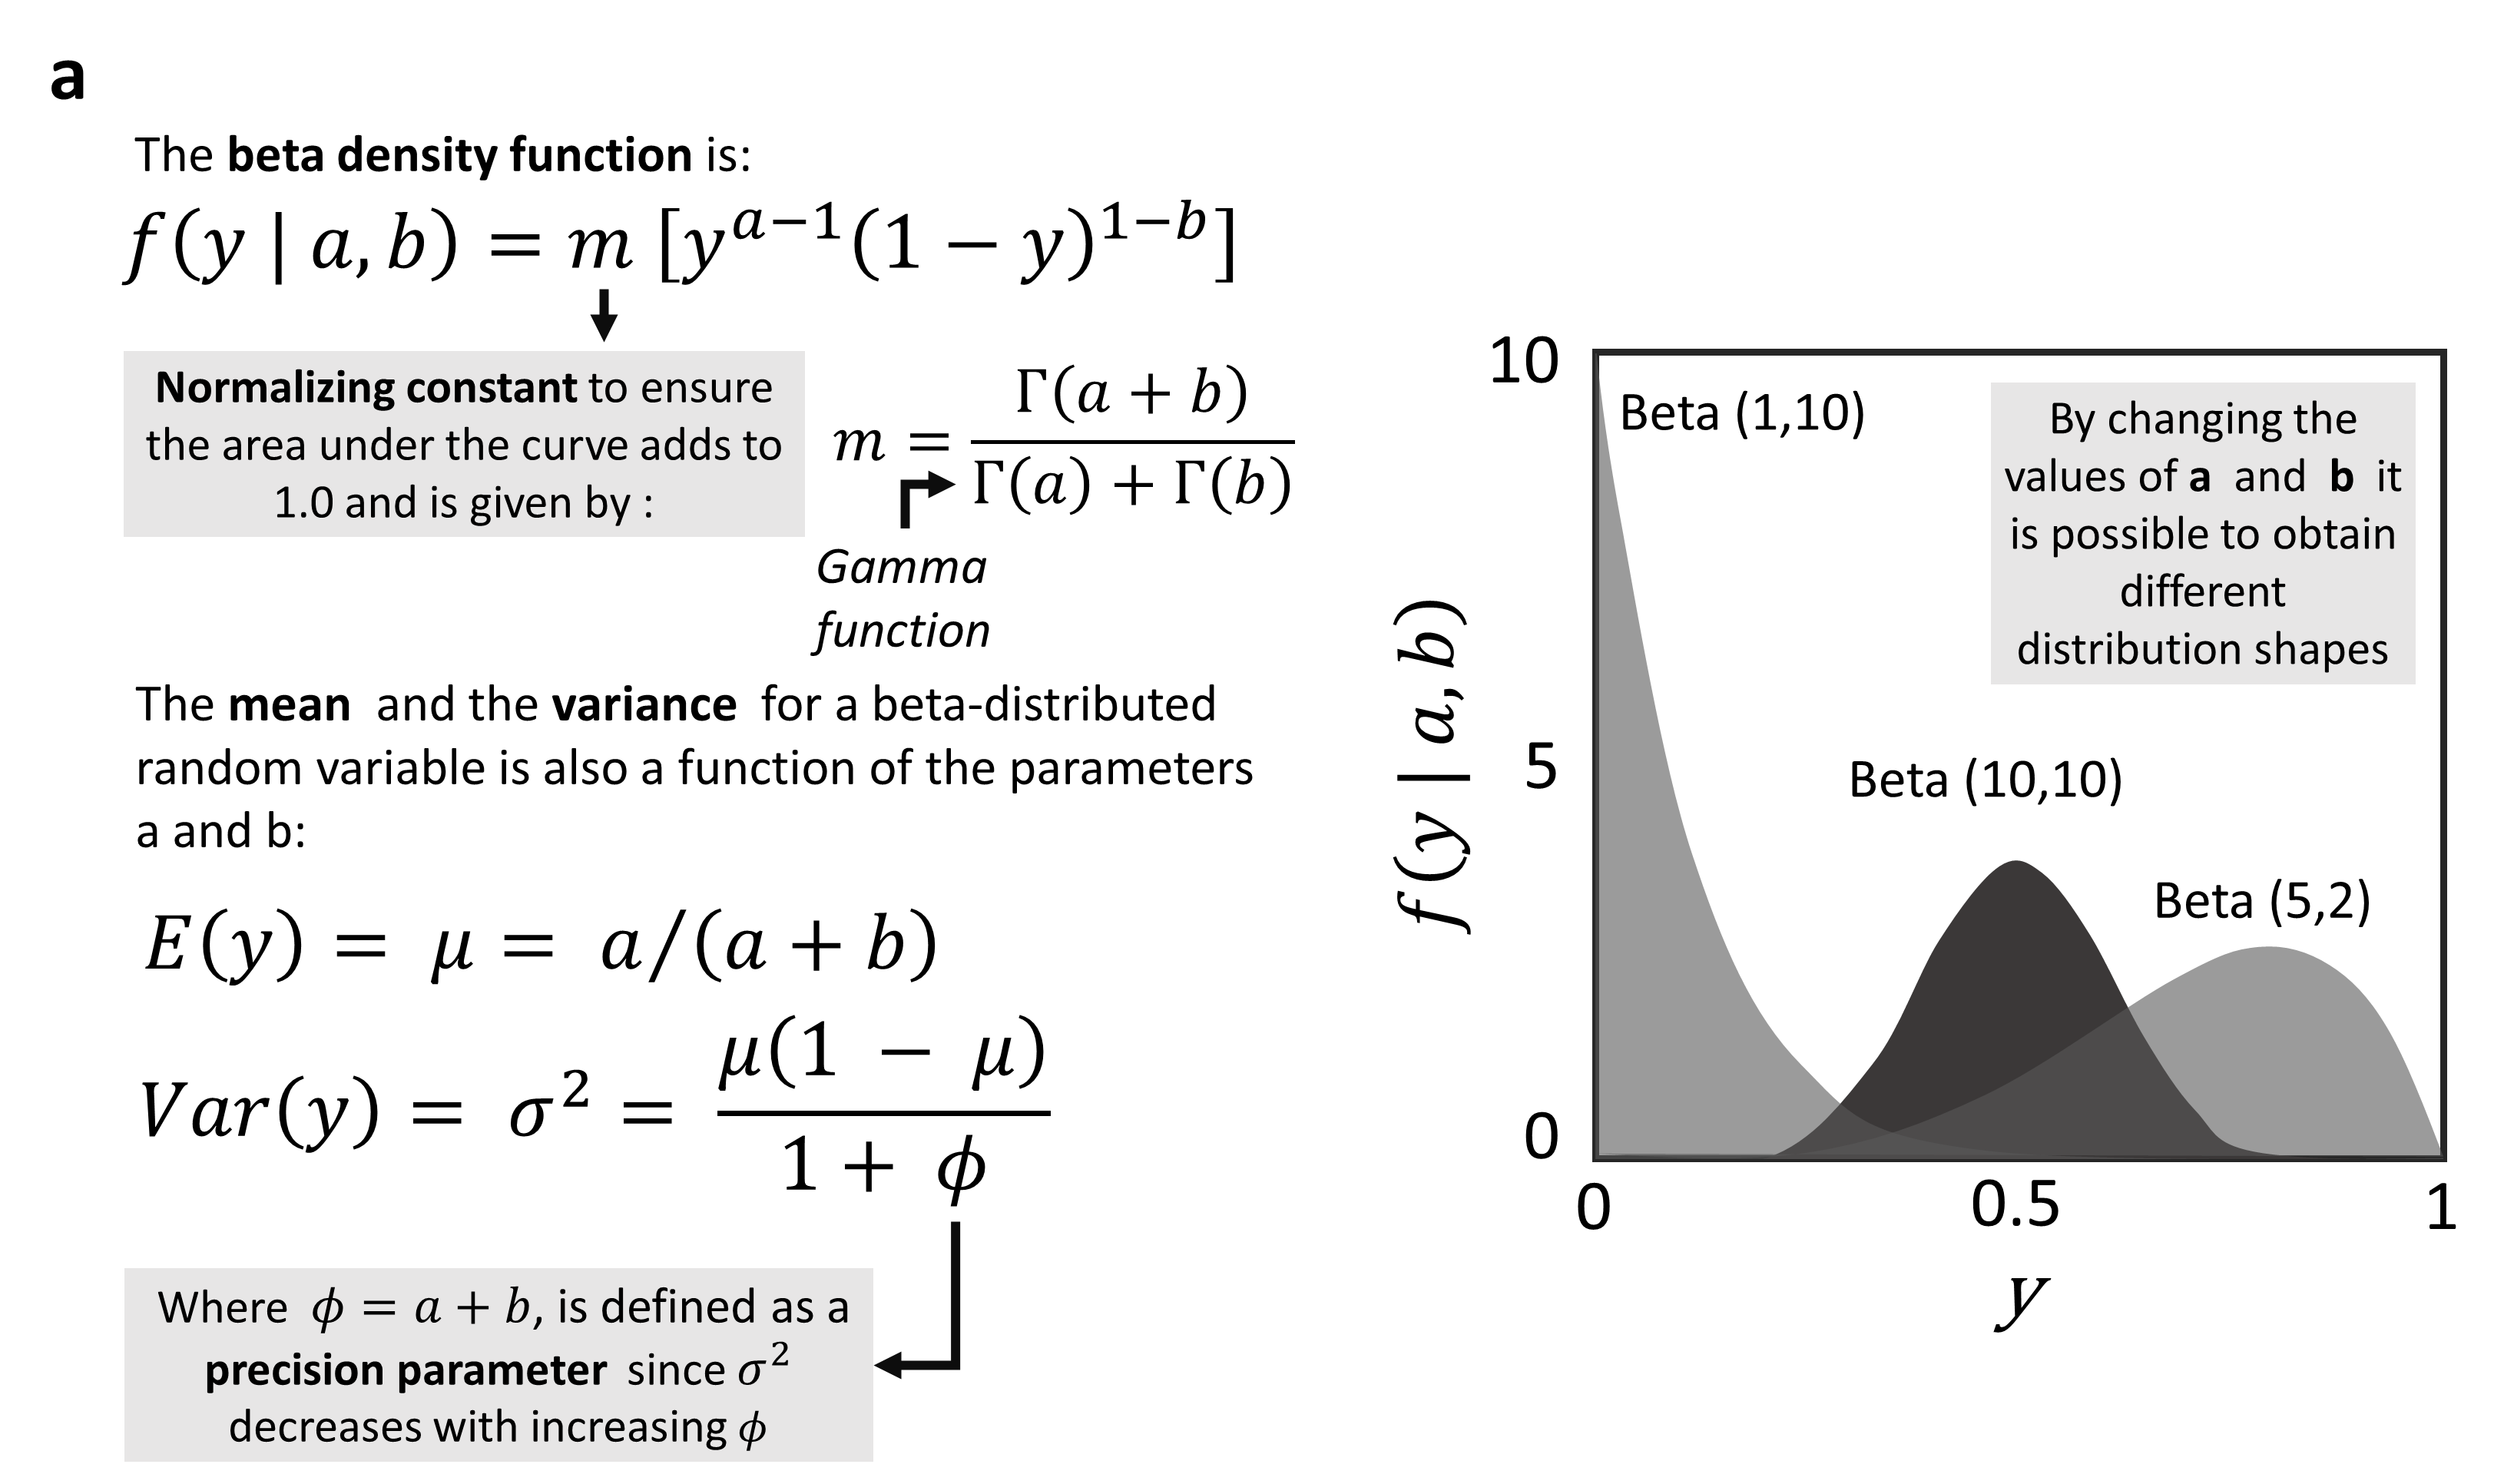 a
The beta density function is:
f(y | a, b) = m [y^{a−1}(1 − y)^{1−b}]
Normalizing constant to ensure
the area under the curve adds to
1.0 and is given by :
m = Γ(a + b) / Γ(a) + Γ(b)
Gamma
function
The mean and the variance for a beta-distributed
random variable is also a function of the parameters
a and b:
E(y) = μ = a/(a + b)
Var(y) = σ² = μ(1 − μ) / 1 + ϕ
Where ϕ = a + b, is defined as a
precision parameter since σ²
decreases with increasing ϕ
f(y | a, b)
10
5
0
Beta (1,10)
By changing the
values of a and b it
is possible to obtain
different
distribution shapes
Beta (10,10)
Beta (5,2)
0
0.5
1
y